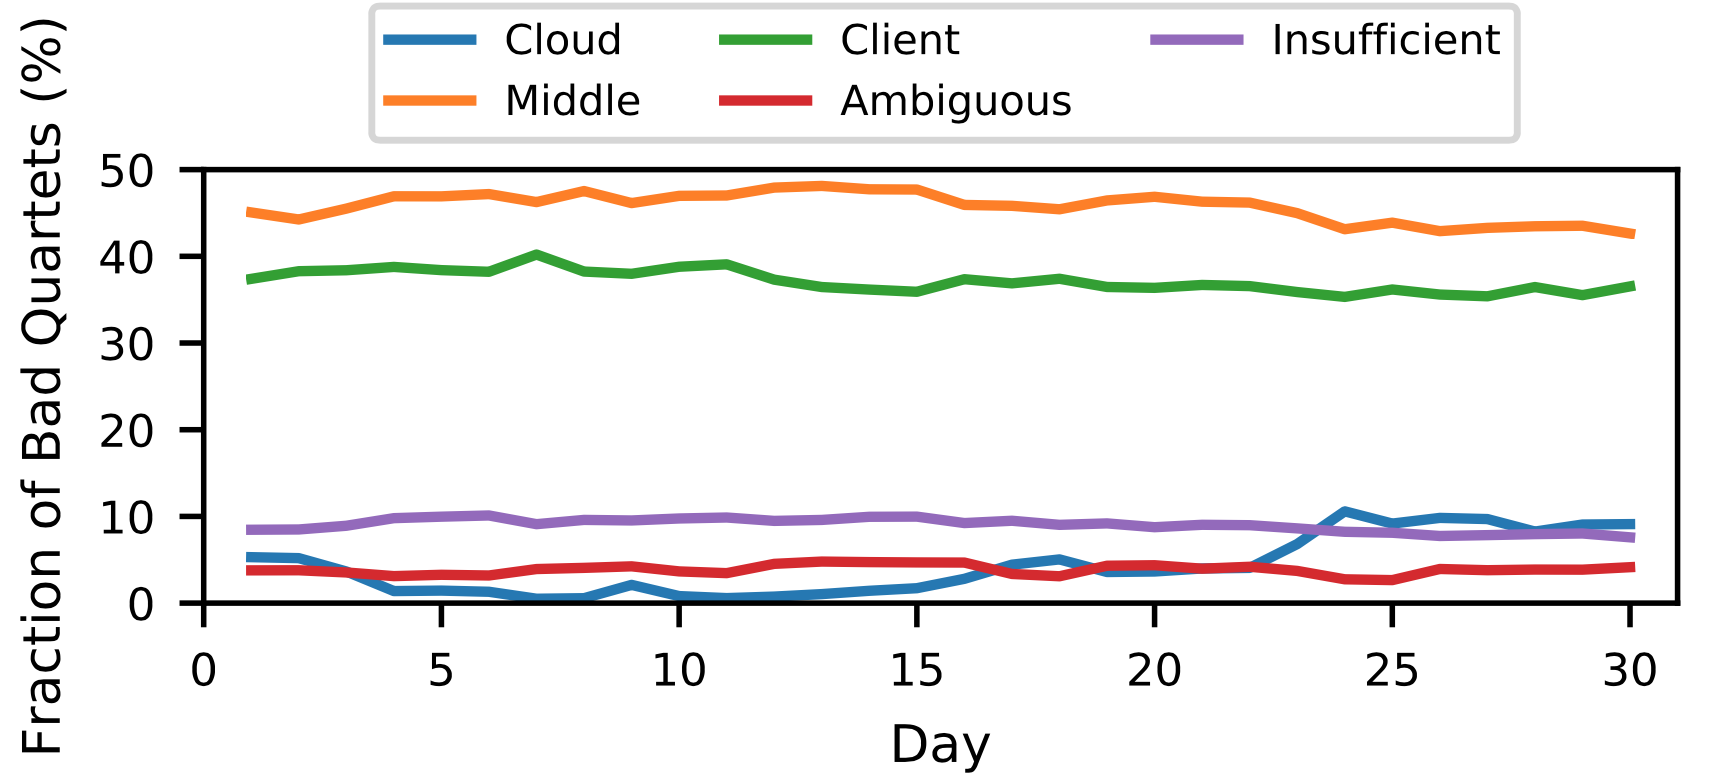 Cloud
Client
Insufficient
Middle
Ambiguous
Fraction of Bad Quartets (%)
50
40
30
20
10
0
0 5 10 15 20 25 30
Day